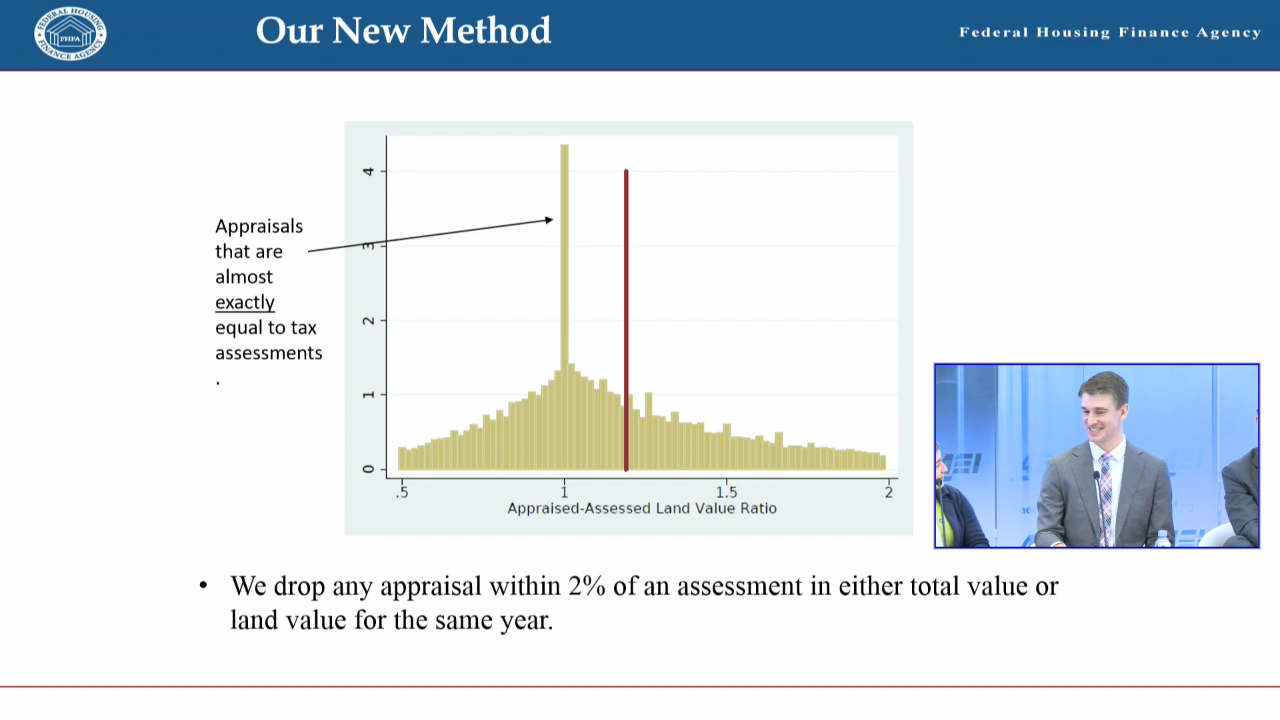 FEDERAL HOUSING
FHFA
FINANCE AGENCY
Our New Method
Federal Housing Finance Agency
Appraisals
that are
almost
exactly
equal to tax
assessments
.
4
3
2
1
0
.5 1 1.5 2
Appraised-Assessed Land Value Ratio
AEI
• We drop any appraisal within 2% of an assessment in either total value or
land value for the same year.